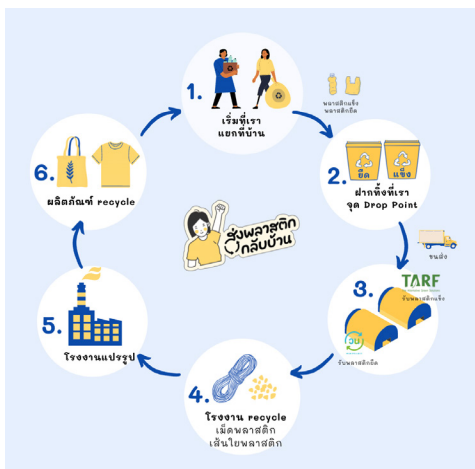 1.
เริ่มที่เรา
แยกที่บ้าน
พลาสติกแข็ง
พลาสติกยืด
ยืด
แข็ง
2.
ฝากทิ้งที่เรา
จุด Drop Point
ขนส่ง
3.
TARF
รับพลาสติกแข็ง
วน
รับพลาสติกยืด
4.
โรงงาน recycle
เม็ดพลาสติก
เส้นใยพลาสติก
5.
โรงงานแปรรูป
6.
ผลิตภัณฑ์ recycle
ส่งพลาสติก
กลับบ้าน